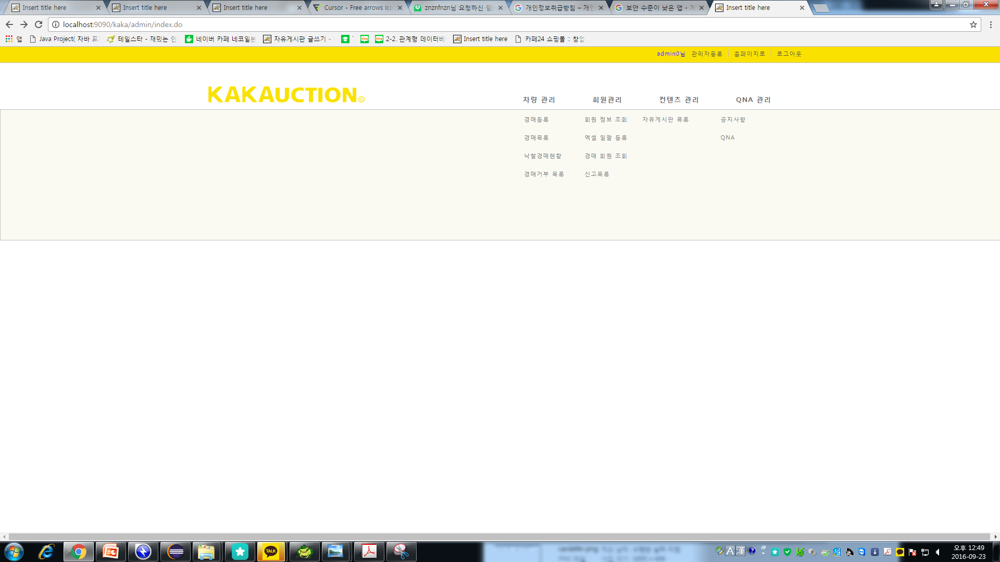 Insert title here
Insert title here
Insert title here
Cursor - Free arrows ico
znznfnzn님 요청하신 임
개인정보취급방침 – 개인
보안 수준이 낮은 앱 - 계
Insert title here
localhost:9090/kaka/admin/index.do
앱
Java Project( 자바 프
테일스타 - 재밌는 인
네이버 카페 네코일본
자유게시판 글쓰기 -
2-2. 관계형 데이터베
Insert title here
카페24 쇼핑몰 :: 창업
admin0님 관리자등록 홈페이지로 로그아웃
KAKAUCTION©
차량 관리 회원관리 컨텐츠 관리 QNA 관리
경매등록 회원 정보 조회 자유게시판 목록 공지사항
경매목록 엑셀 일괄 등록 QNA
낙찰경매현황 경매 회원 조회
경매거부 목록 신고목록
TALK
A 漢
오후 12:49
2016-09-23